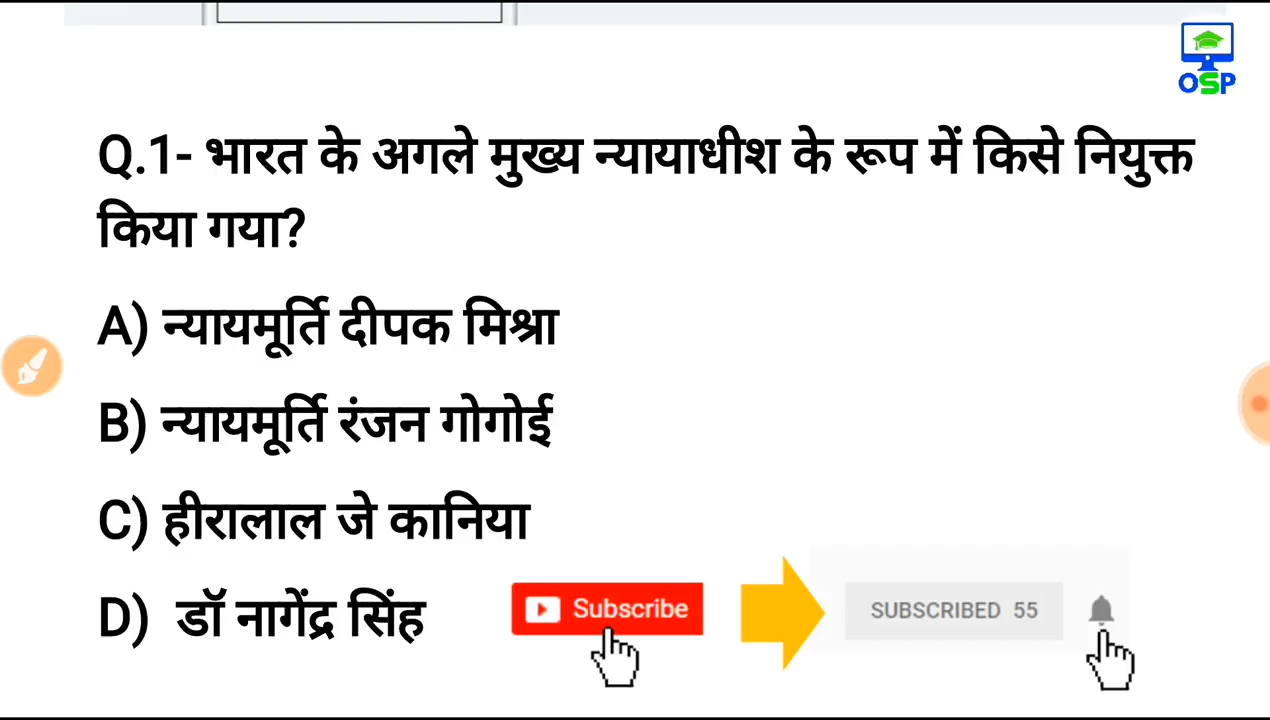 OSP
Q.1- भारत के अगले मुख्य न्यायाधीश के रूप में किसे नियुक्त
किया गया?
A) न्यायमूर्ति दीपक मिश्रा
B) न्यायमूर्ति रंजन गोगोई
C) हीरालाल जे कानिया
D) डॉ नागेंद्र सिंह
Subscribe
SUBSCRIBED 55